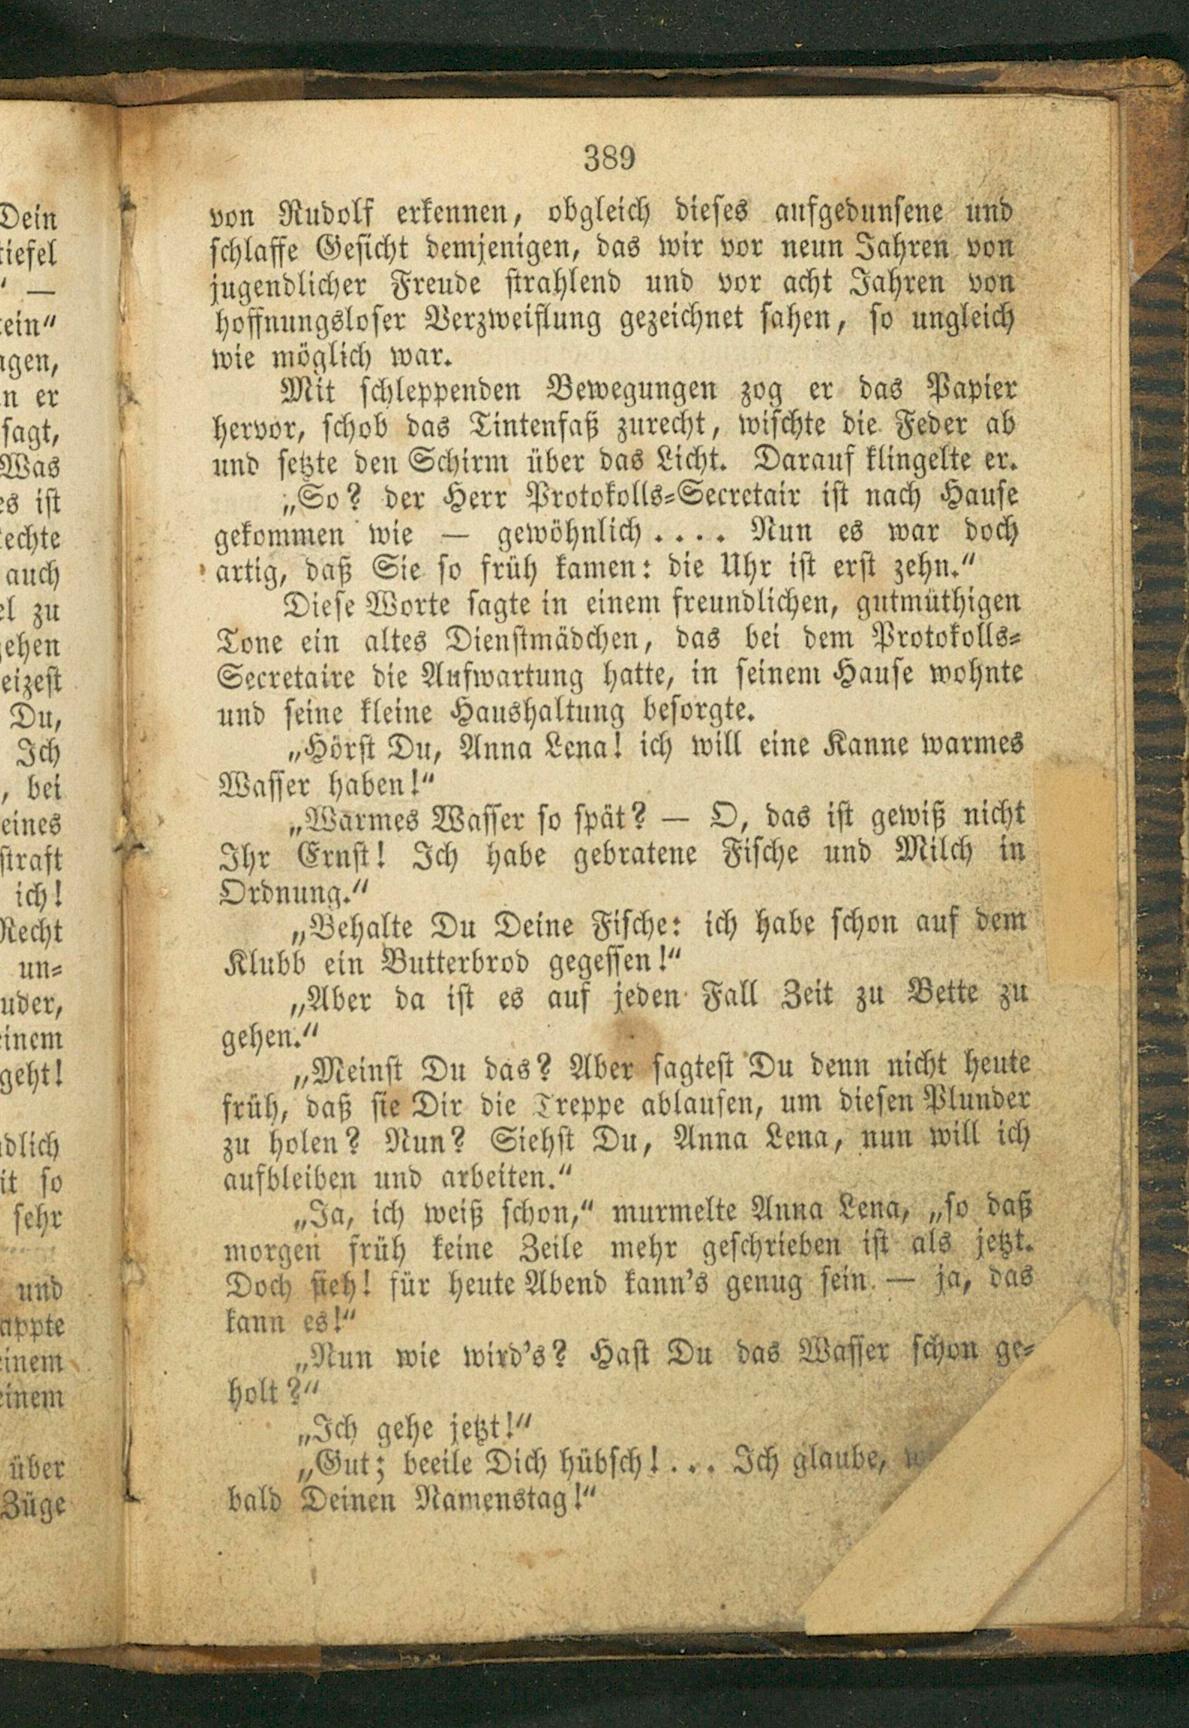 389
von Rudolf erkennen, obgleich dieses aufgedunsene und
schlaffe Gesicht demjenigen, das wir vor neun Jahren von
jugendlicher Freude strahlend und vor acht Jahren von
hoffnungsloser Verzweiflung gezeichnet sahen, so ungleich
wie möglich war.
Mit schleppenden Bewegungen zog er das Papier
hervor, schob das Tintenfaß zurecht, wischte die Feder ab
und setzte den Schirm über das Licht. Darauf klingelte er.
„So? der Herr Protokolls-Secretair ist nach Hause
gekommen wie — gewöhnlich.... Nun es war doch
artig, daß Sie so früh kamen: die Uhr ist erst zehn.“
Diese Worte sagte in einem freundlichen, gutmüthigen
Tone ein altes Dienstmädchen, das bei dem Protokolls-
Secretaire die Aufwartung hatte, in seinem Hause wohnte
und seine kleine Haushaltung besorgte.
„Hörst Du, Anna Lena! ich will eine Kanne warmes
Wasser haben!“
„Warmes Wasser so spät? — O, das ist gewiß nicht
Ihr Ernst! Ich habe gebratene Fische und Milch in
Ordnung.“
„Behalte Du Deine Fische: ich habe schon auf dem
Klubb ein Butterbrod gegessen!“
„Aber da ist es auf jeden Fall Zeit zu Bette zu
gehen.“
„Meinst Du das? Aber sagtest Du denn nicht heute
früh, daß sie Dir die Treppe ablaufen, um diesen Plunder
zu holen? Nun? Siehst Du, Anna Lena, nun will ich
aufbleiben und arbeiten.“
„Ja, ich weiß schon,“ murmelte Anna Lena, „so daß
morgen früh keine Zeile mehr geschrieben ist als jetzt.
Doch sieh! für heute Abend kann's genug sein — ja, das
kann es!“
„Nun wie wird's? Hast Du das Wasser schon ge-
holt?“
„Ich gehe jetzt!“
„Gut; beeile Dich hübsch!... Ich glaube,
bald Deinen Namenstag!“